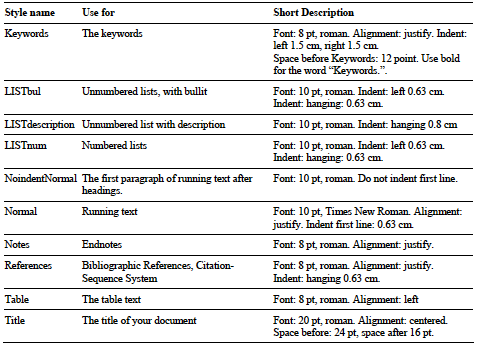 Style name Use for Short Description
Keywords The keywords Font: 8 pt, roman. Alignment: justify. Indent:
left 1.5 cm, right 1.5 cm.
Space before Keywords: 12 point. Use bold
for the word “Keywords.”.
LISTbul Unnumbered lists, with bullit Font: 10 pt, roman. Indent: left 0.63 cm.
Indent: hanging: 0.63 cm.
LISTdescription Unnumbered list with description Font: 10 pt, roman. Indent: hanging 0.8 cm
LISTnum Numbered lists Font: 10 pt, roman. Indent: left 0.63 cm.
Indent: hanging: 0.63 cm.
NoindentNormal The first paragraph of running text after Font: 10 pt, roman. Do not indent first line.
headings.
Normal Running text Font: 10 pt, Times New Roman. Alignment:
justify. Indent first line: 0.63 cm.
Notes Endnotes Font: 8 pt, roman. Alignment: justify.
References Bibliographic References, Citation- Font: 8 pt, roman. Alignment: justify.
Sequence System Indent: hanging 0.63 cm.
Table The table text Font: 8 pt, roman. Alignment: left
Title The title of your document Font: 20 pt, roman. Alignment: centered.
Space before: 24 pt, space after 16 pt.